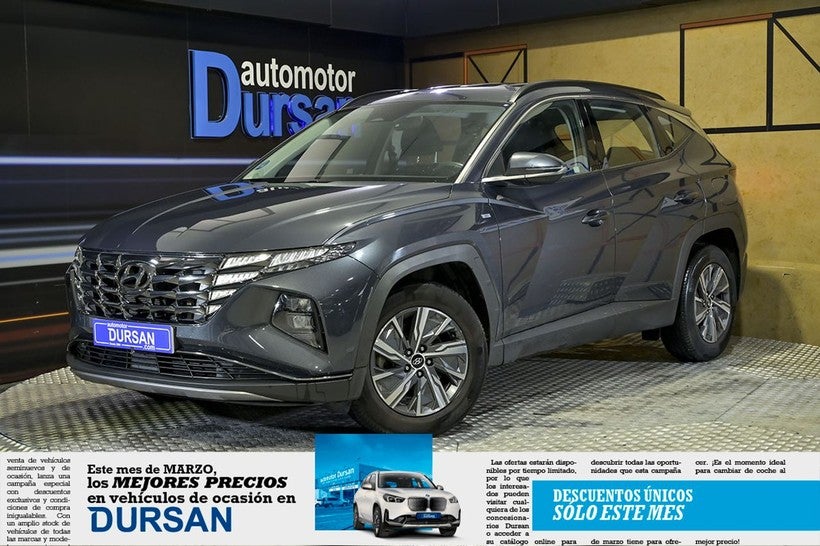 automotor
Dursan
automotor
DURSAN
.com
venta de vehículos
seminuevos y de
ocasión, lanza una
campaña especial
con descuentos
exclusivos y condi-
ciones de compra
inigualables. Con
un amplio stock de
vehículos de todas
las marcas y mode-
Este mes de MARZO,
los MEJORES PRECIOS
en vehículos de ocasión en
DURSAN
automotor Dursan
Las ofertas estarán dispo-
nibles por tiempo limitado,
por lo que
los interesa-
dos pueden
visitar cual-
quiera de los
concesiona-
rios Dursan
o acceder a
su catálogo
online para
descubrir todas las oportu-
nidades que esta campaña
de marzo tiene para ofre-
cer. ¡Es el momento ideal
para cambiar de coche al
mejor precio!
DESCUENTOS ÚNICOS
SÓLO ESTE MES